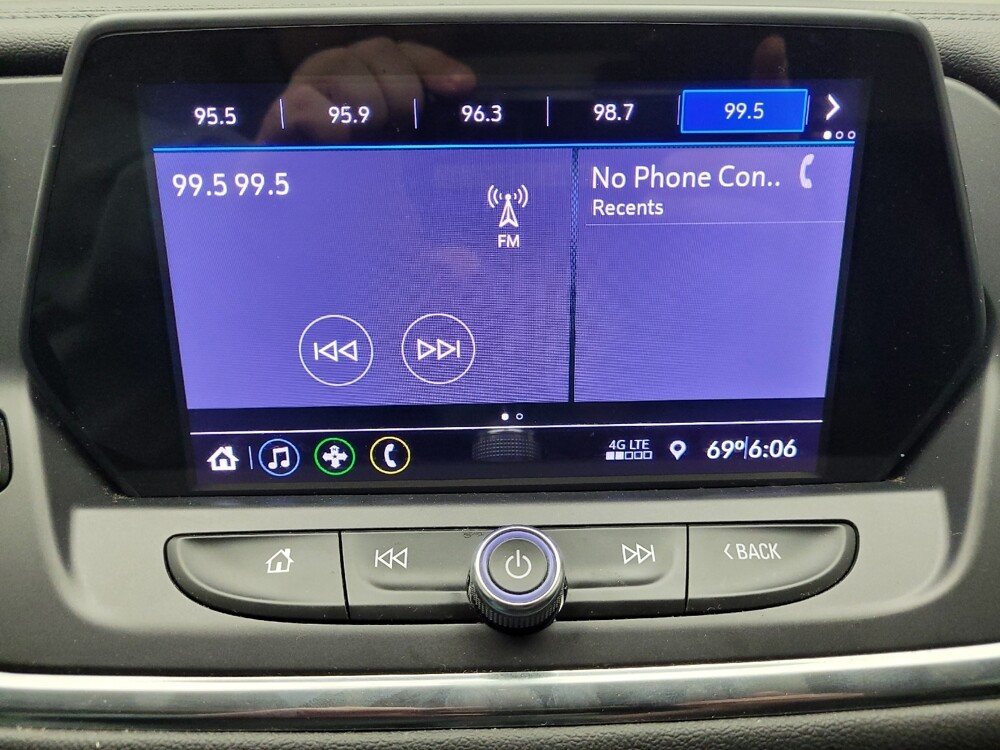 95.5 95.9 96.3 98.7 99.5
99.5 99.5
FM
No Phone Con..
Recents
4G LTE
69° 6:06
BACK